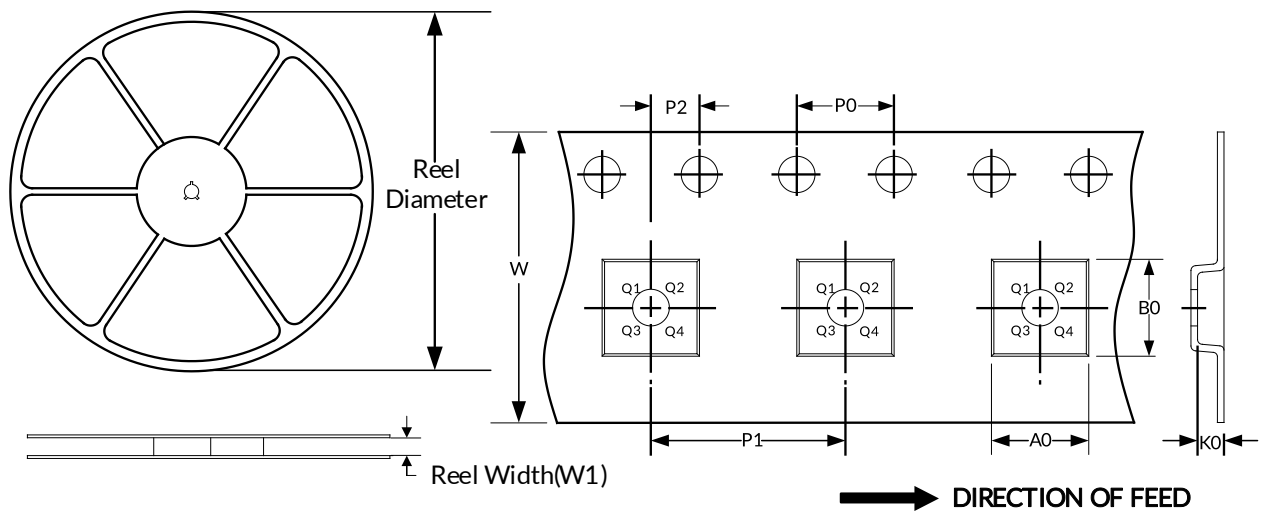 Reel
Diameter
P2
P0
W
Q1 Q2
Q3 Q4
Q1 Q2
Q3 Q4
Q1 Q2
Q3 Q4
B0
P1
A0
K0
Reel Width(W1)
DIRECTION OF FEED